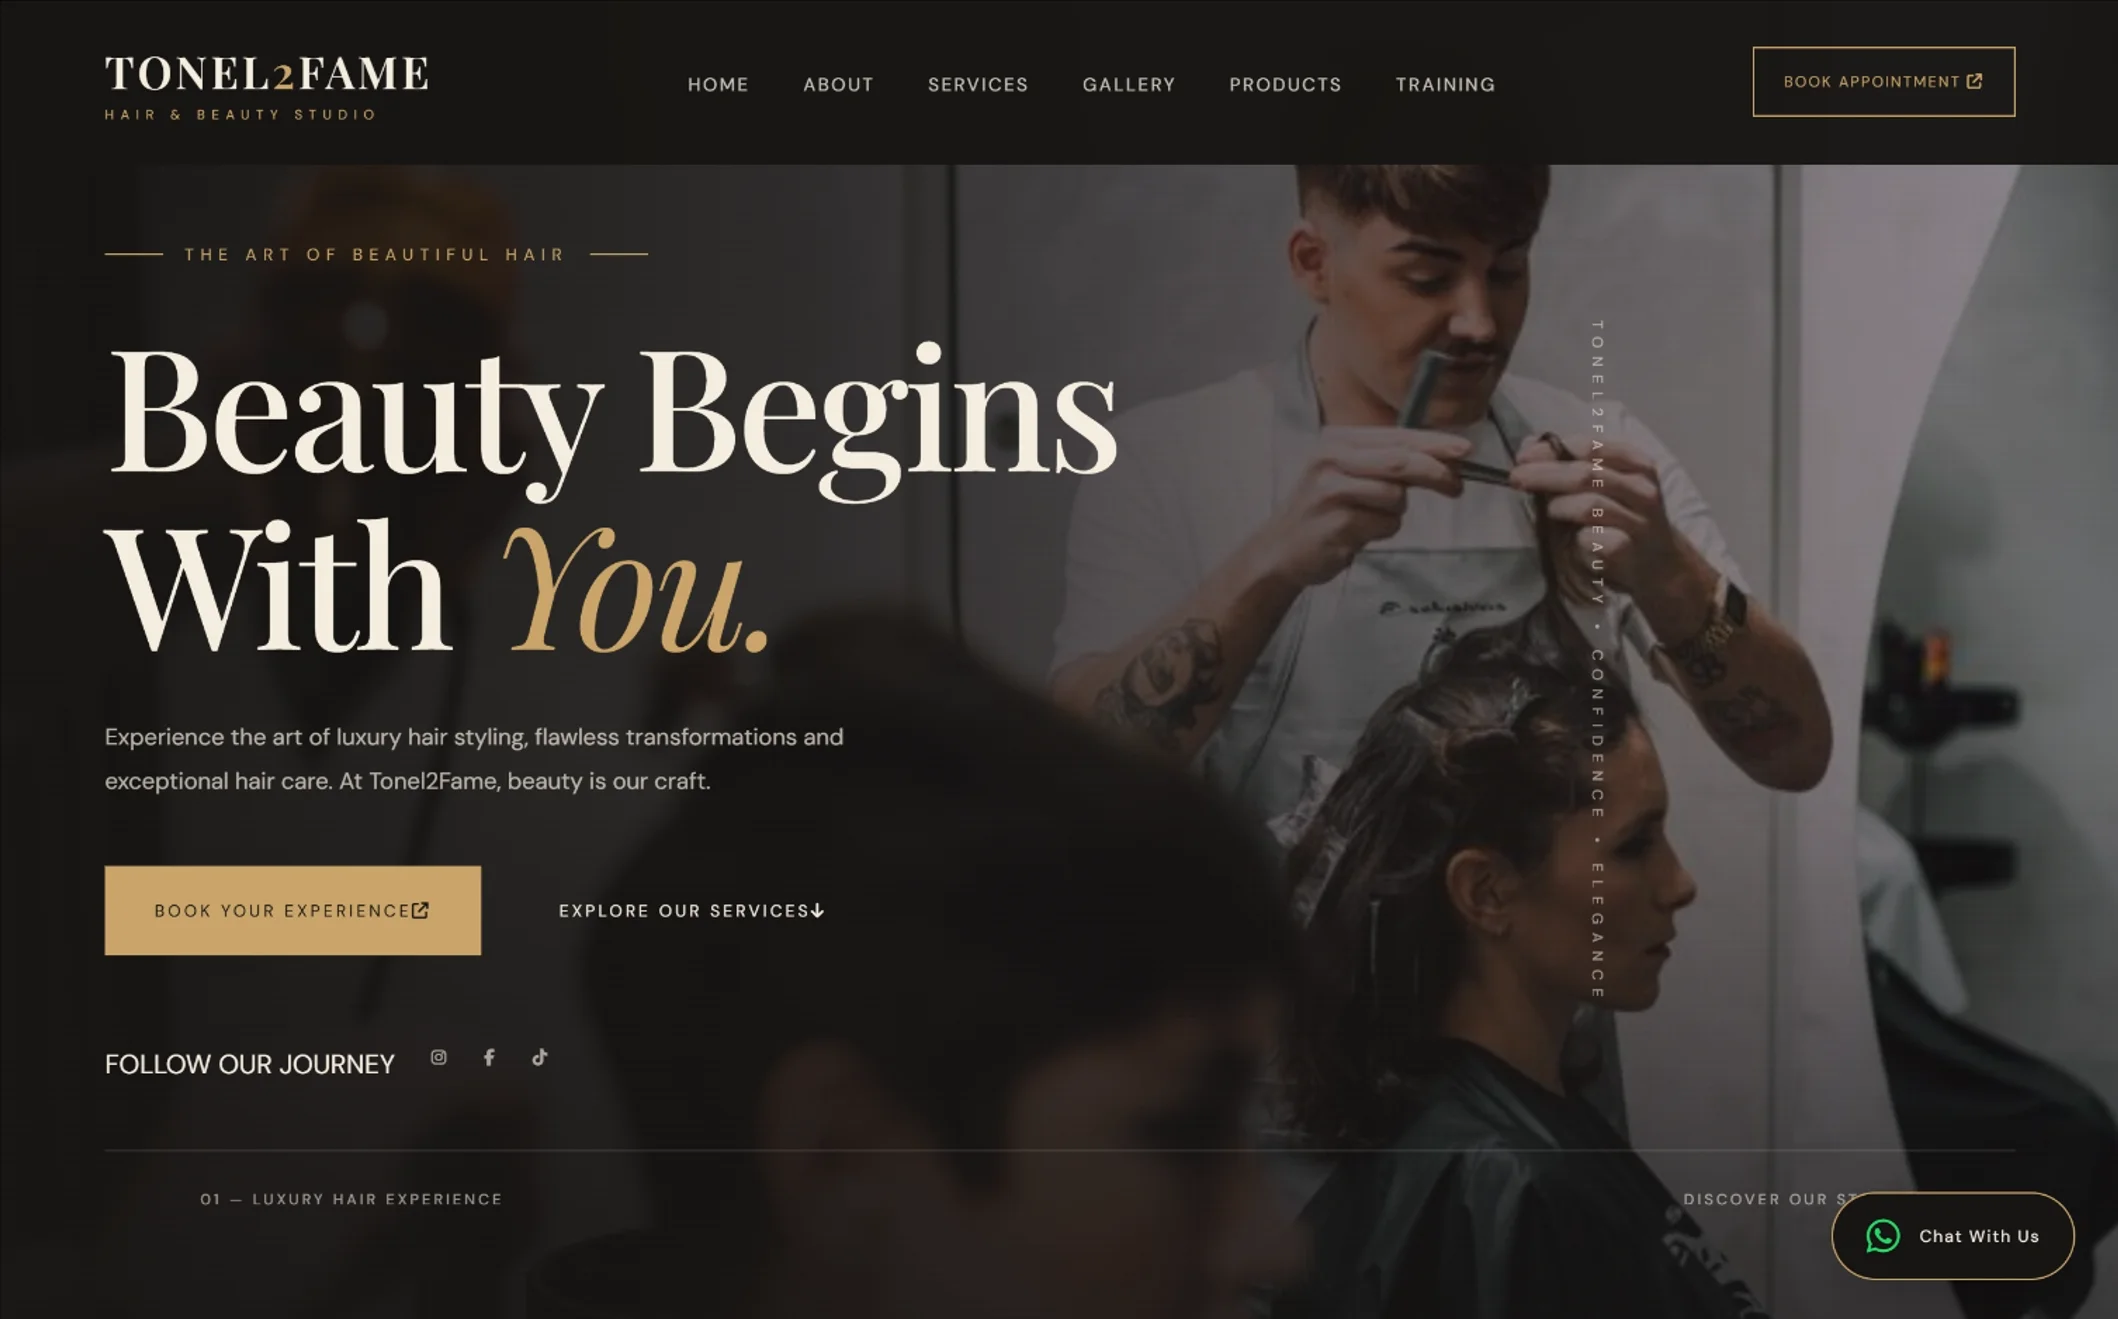 TONEL2FAME
HAIR & BEAUTY STUDIO
HOME
ABOUT
SERVICES
GALLERY
PRODUCTS
TRAINING
BOOK APPOINTMENT
THE ART OF BEAUTIFUL HAIR
Beauty Begins
With You.
Experience the art of luxury hair styling, flawless transformations and
exceptional hair care. At Tonel2Fame, beauty is our craft.
BOOK YOUR EXPERIENCE
EXPLORE OUR SERVICES
FOLLOW OUR JOURNEY
TONEL2FAME BEAUTY • CONFIDENCE • ELEGANCE
01 — LUXURY HAIR EXPERIENCE
DISCOVER OUR
Chat With Us